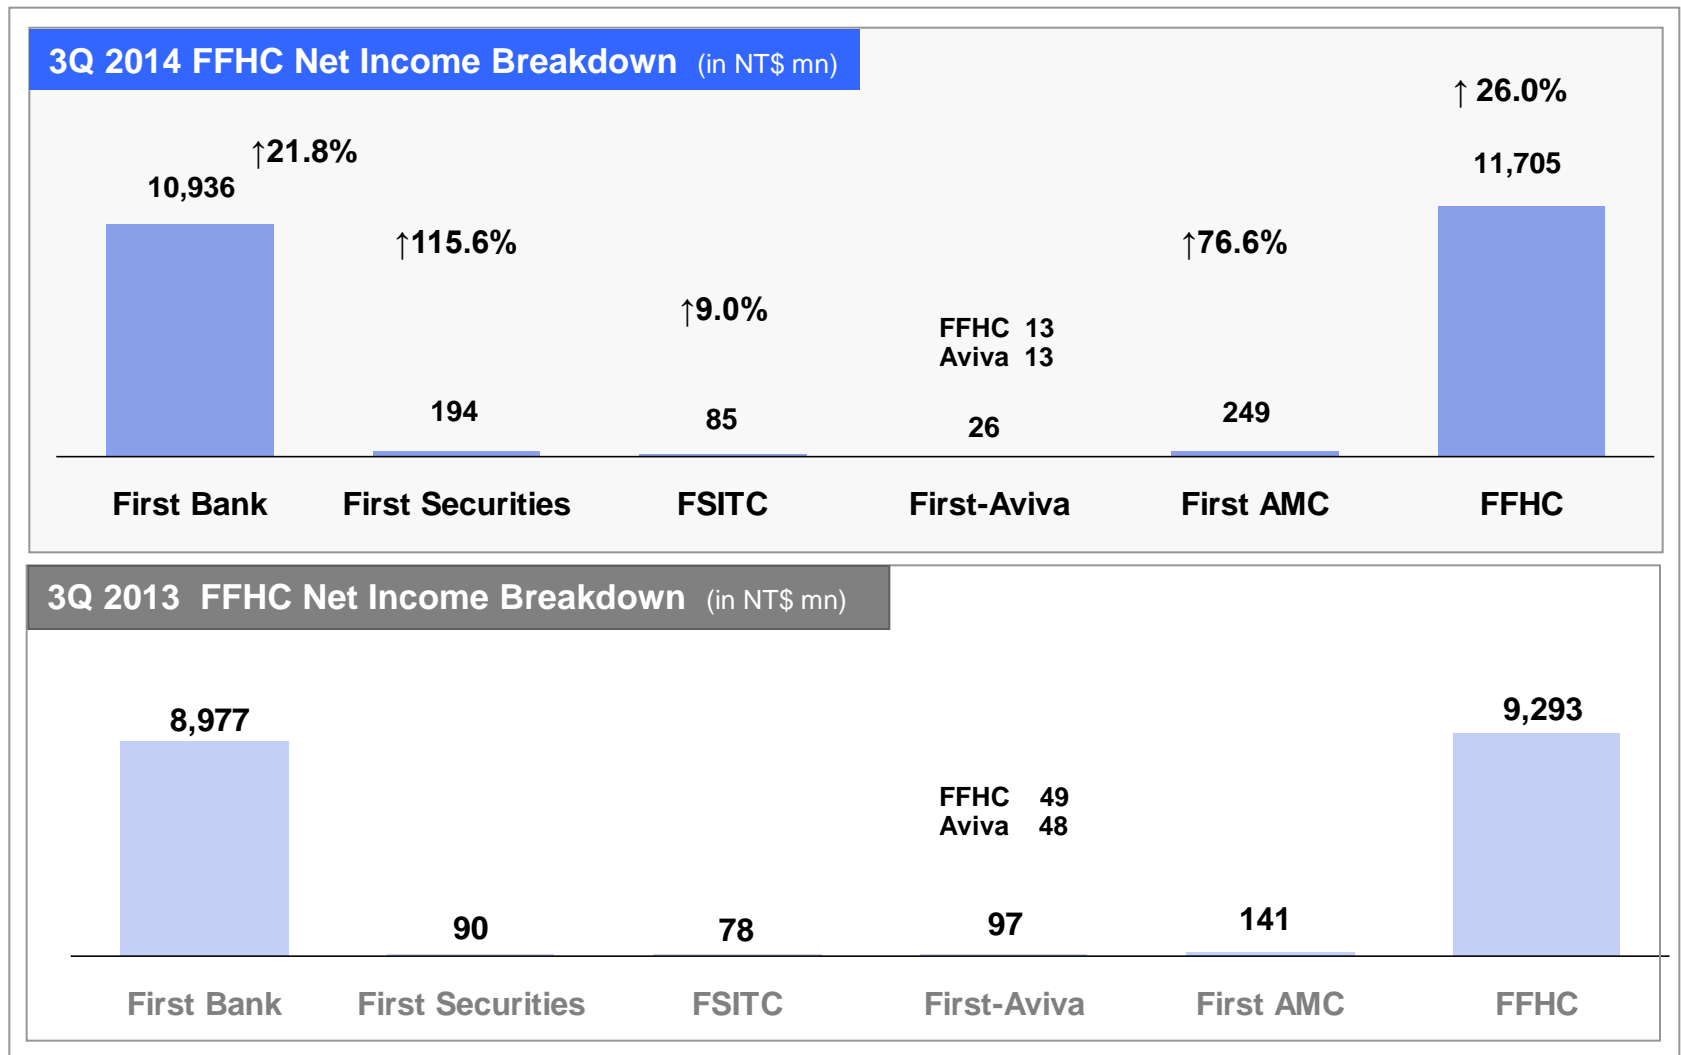 3Q 2014 FFHC Net Income Breakdown (in NT$ mn)
↑ 26.0%
↑21.8%
11,705
10,936
↑115.6%
↑76.6%
↑9.0%
FFHC 13
Aviva 13
194
85
26
249
First Bank First Securities FSITC First-Aviva First AMC FFHC
3Q 2013 FFHC Net Income Breakdown (in NT$ mn)
8,977
9,293
FFHC 49
Aviva 48
90
78
97
141
First Bank First Securities FSITC First-Aviva First AMC FFHC